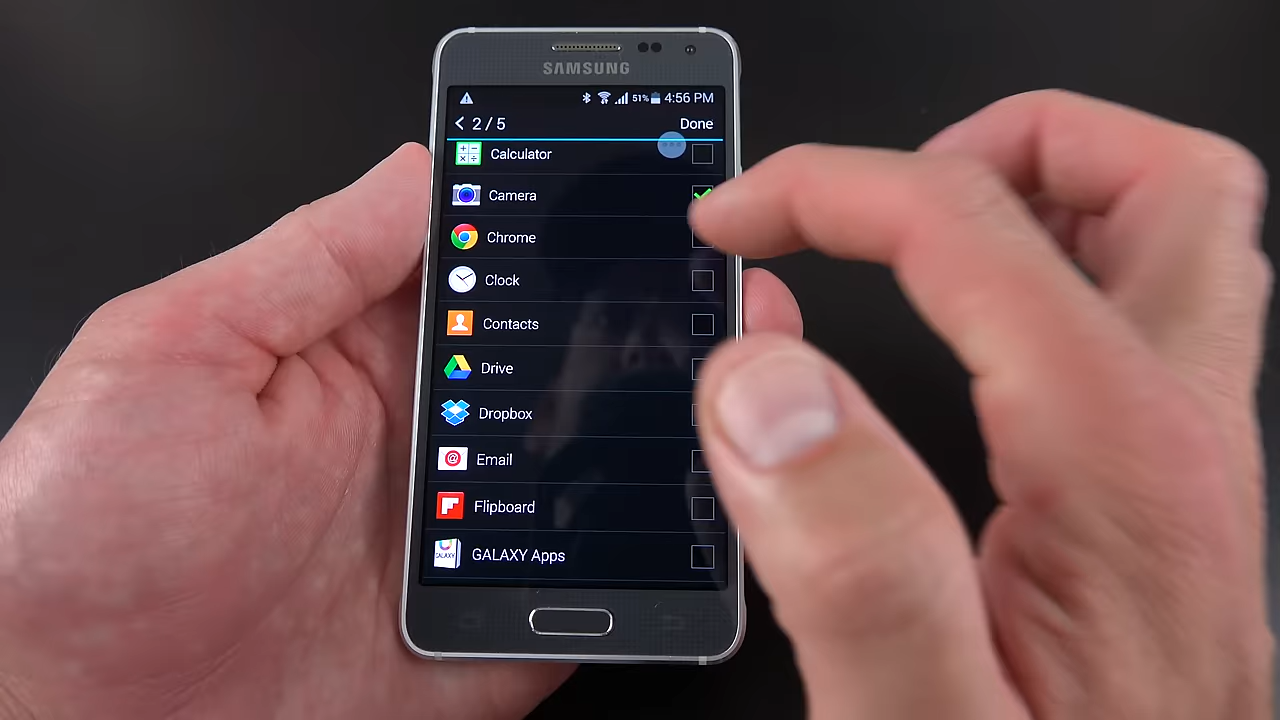 SAMSUNG
51% 4:56 PM
2 / 5 Done
Calculator
Camera
Chrome
Clock
Contacts
Drive
Dropbox
Email
Flipboard
GALAXY Apps